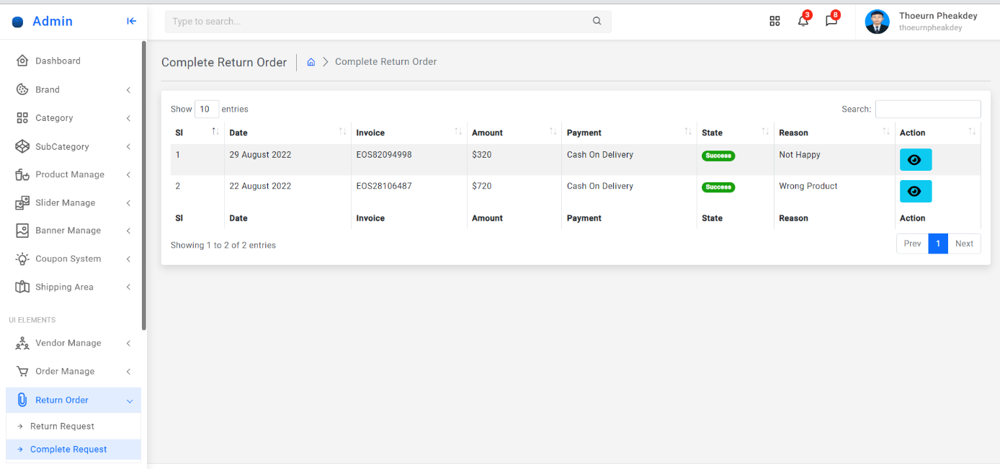 Admin
Type to search...
3
8
Thoeurn Pheakdey
thoeurnpheakdey
Dashboard
Brand
Category
SubCategory
Product Manage
Slider Manage
Banner Manage
Coupon System
Shipping Area
UI ELEMENTS
Vendor Manage
Order Manage
Return Order
Return Request
Complete Request
Complete Return Order
Complete Return Order
Show 10 entries
Search:
Sl Date Invoice Amount Payment State Reason Action
1 29 August 2022 EOS82094998 $320 Cash On Delivery Success Not Happy
2 22 August 2022 EOS28106487 $720 Cash On Delivery Success Wrong Product
Sl Date Invoice Amount Payment State Reason Action
Showing 1 to 2 of 2 entries
Prev 1 Next